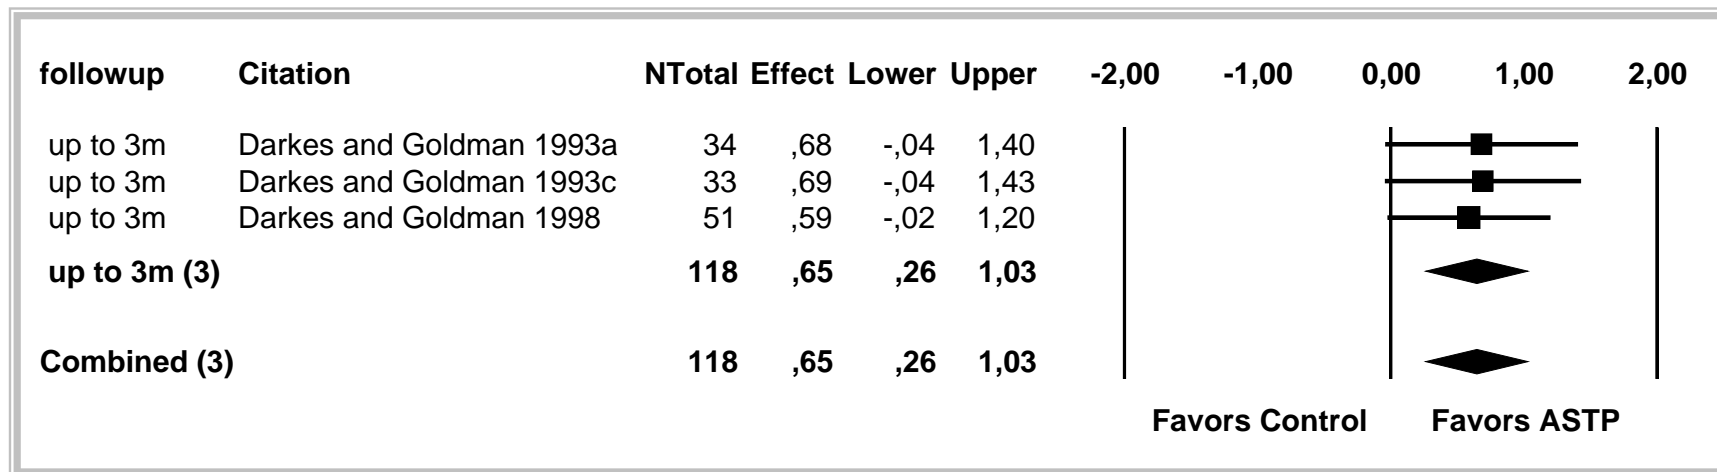 followup Citation NTotal Effect Lower Upper -2,00 -1,00 0,00 1,00 2,00
up to 3m Darkes and Goldman 1993a 34 ,68 -,04 1,40
up to 3m Darkes and Goldman 1993c 33 ,69 -,04 1,43
up to 3m Darkes and Goldman 1998 51 ,59 -,02 1,20
up to 3m (3) 118 ,65 ,26 1,03
Combined (3) 118 ,65 ,26 1,03
Favors Control Favors ASTP